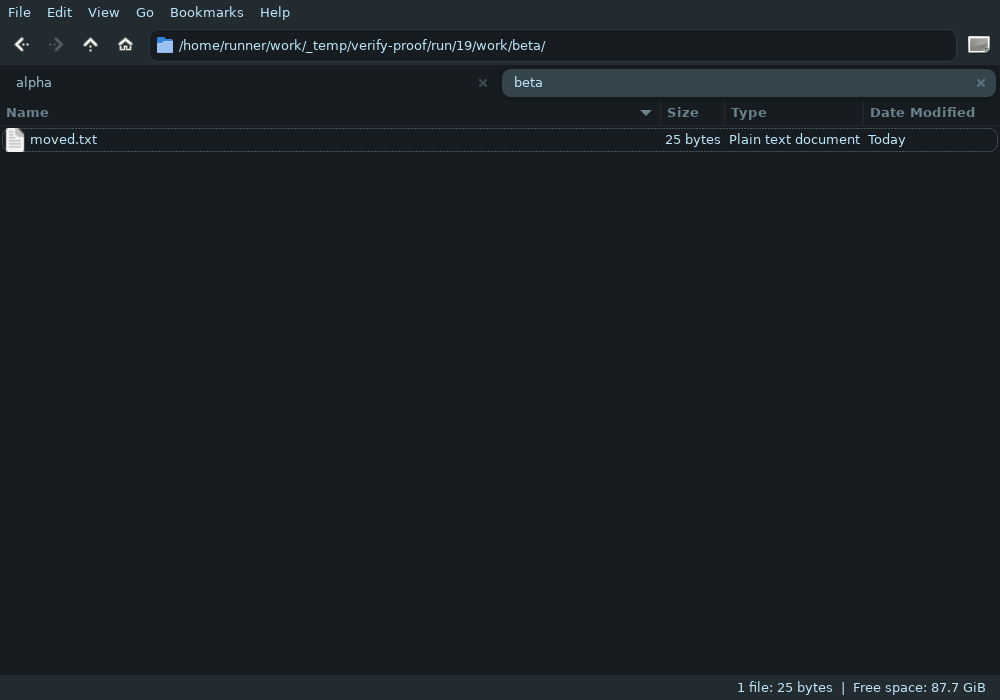 File Edit View Go Bookmarks Help
/home/runner/work/_temp/verify-proof/run/19/work/beta/
alpha beta
Name Size Type Date Modified
moved.txt 25 bytes Plain text document Today
1 file: 25 bytes | Free space: 87.7 GiB